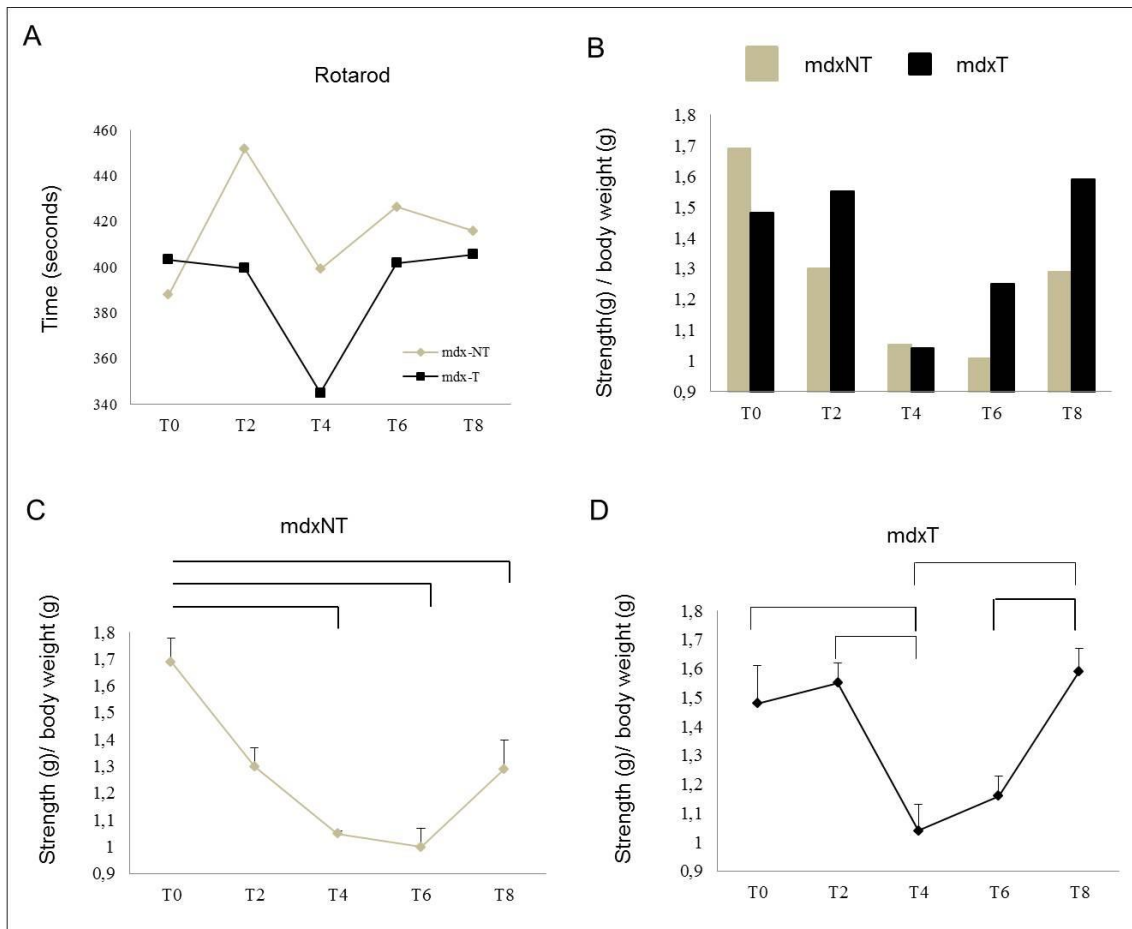 A
Rotarod
Time (seconds)
460
440
420
400
380
360
340
mdx-NT
mdx-T
T0 T2 T4 T6 T8
B
mdxNT mdxT
Strength(g) / body weight (g)
1,8
1,7
1,6
1,5
1,4
1,3
1,2
1,1
1
0,9
T0 T2 T4 T6 T8
C
mdxNT
Strength (g)/ body weight (g)
1,8
1,7
1,6
1,5
1,4
1,3
1,2
1,1
1
0,9
T0 T2 T4 T6 T8
D
mdxT
Strength (g)/ body weight (g)
1,8
1,7
1,6
1,5
1,4
1,3
1,2
1,1
1
0,9
T0 T2 T4 T6 T8